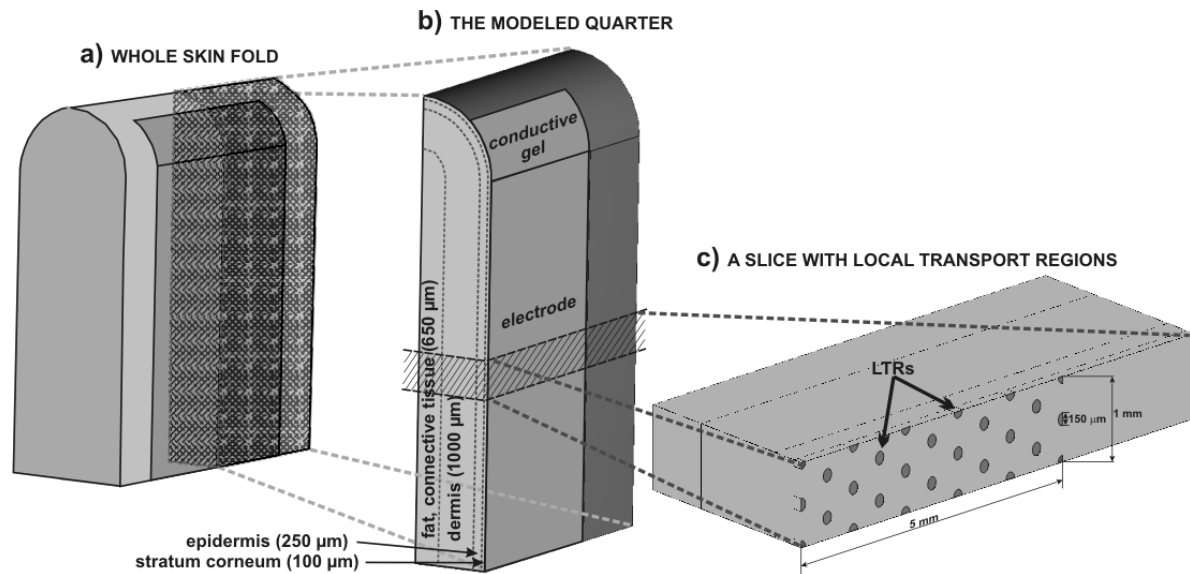 a) WHOLE SKIN FOLD
b) THE MODELED QUARTER
conductive
gel
electrode
fat, connective tissue (650 µm)
dermis (1000 µm)
epidermis (250 µm)
stratum corneum (100 µm)
c) A SLICE WITH LOCAL TRANSPORT REGIONS
LTRs
150 µm
1 mm
5 mm